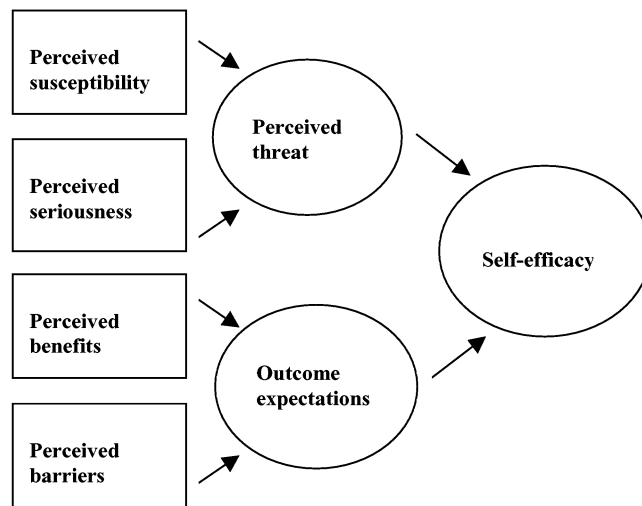 Perceived
susceptibility
Perceived
threat
Perceived
seriousness
Self-efficacy
Perceived
benefits
Outcome
expectations
Perceived
barriers